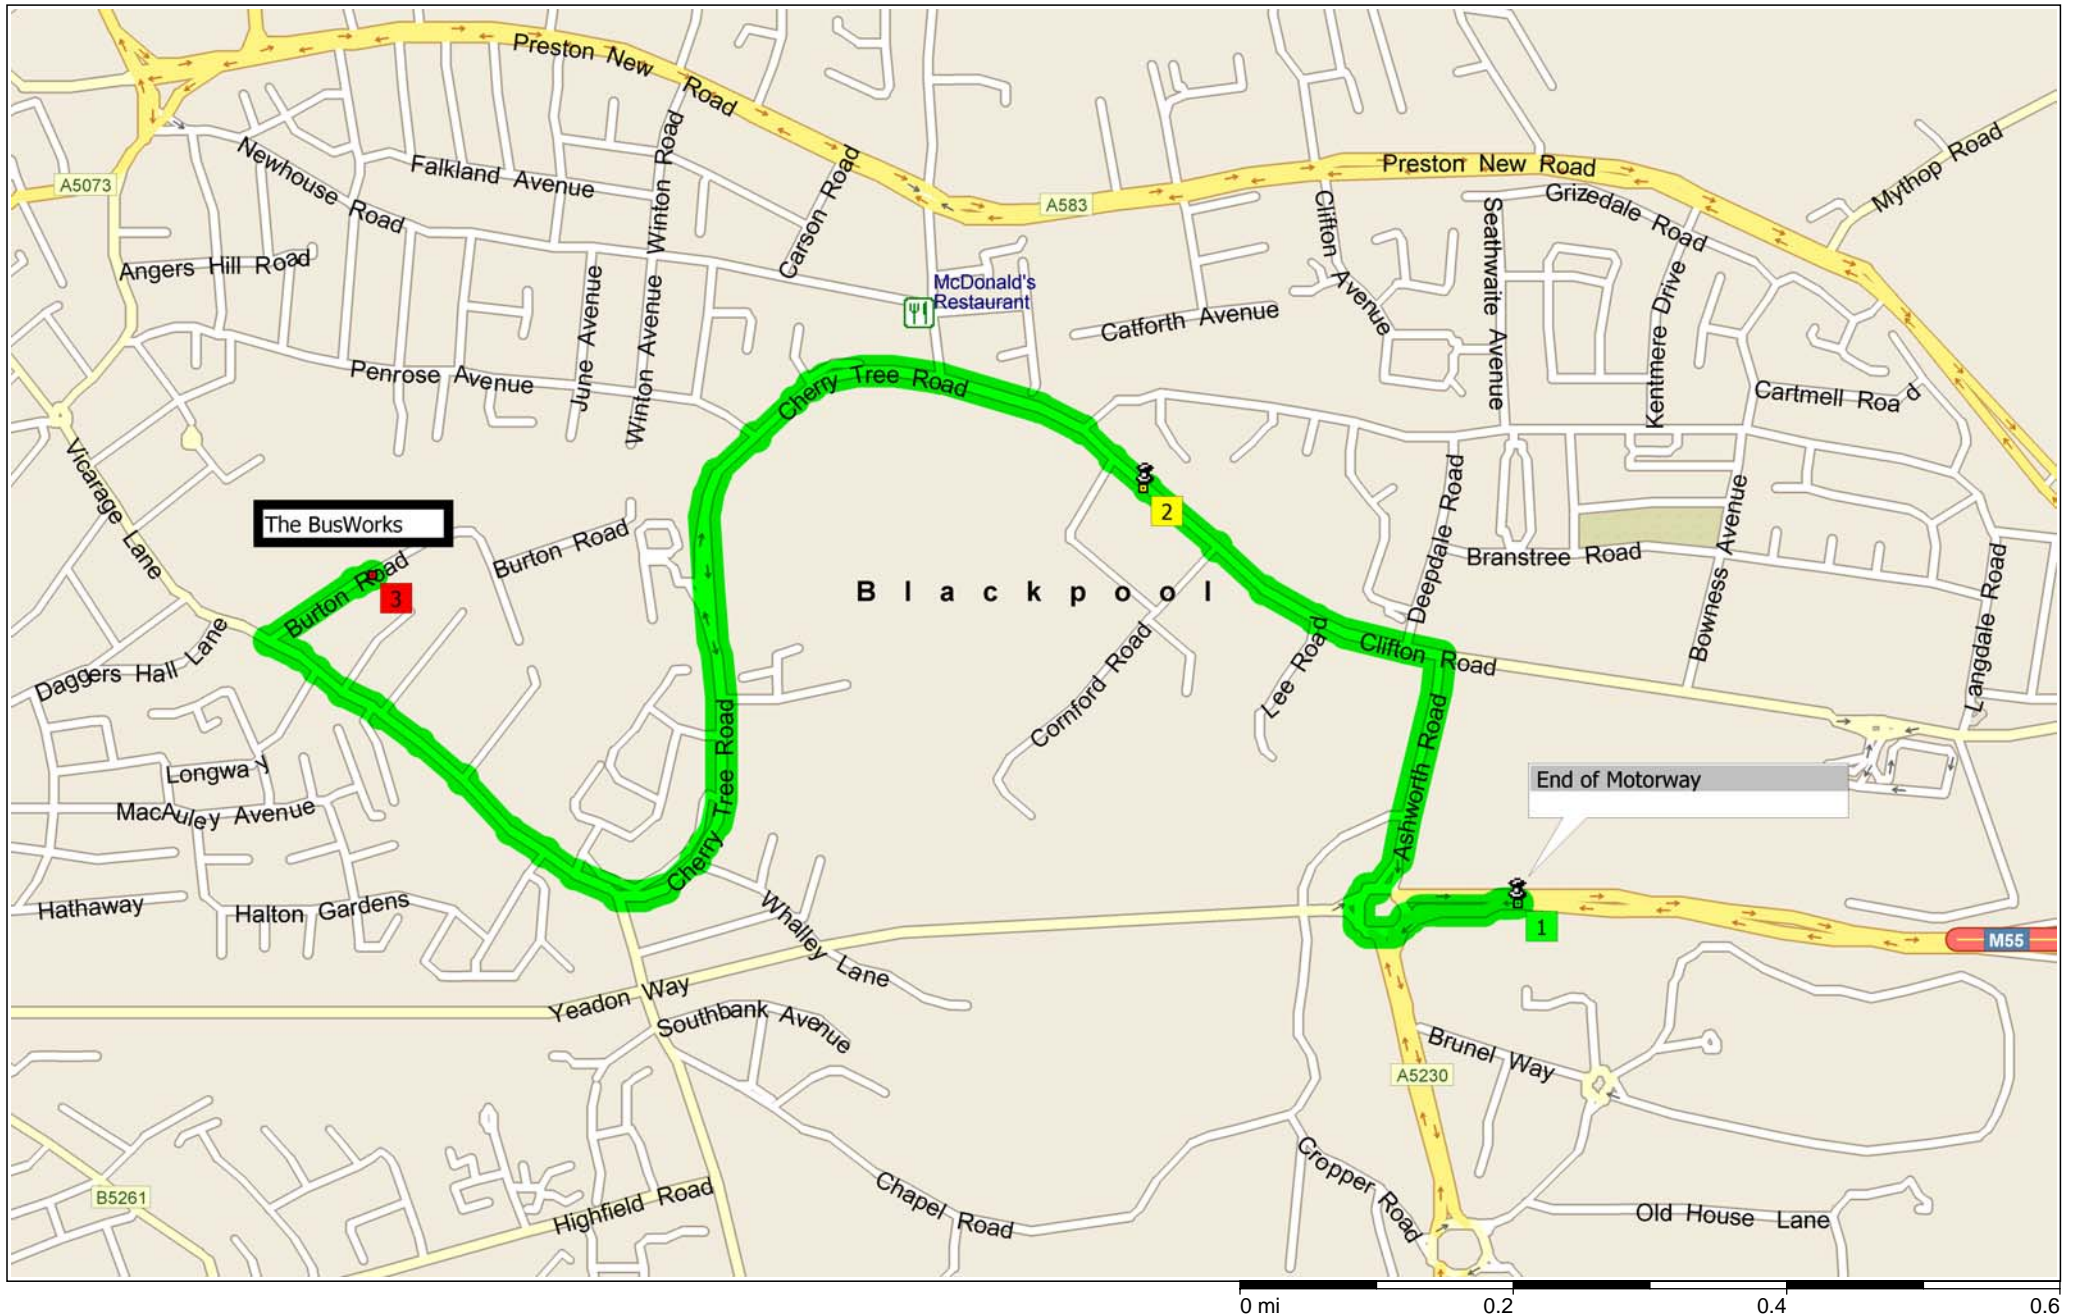 Preston New Road
Preston New Road
Mythop Road
A5073
A583
Newhouse Road
Falkland Avenue
Winton Road
Carson Road
Clifton Avenue
Seathwaite Avenue
Grizedale Road
Kentmere Drive
Angers Hill Road
June Avenue
Winton Avenue
McDonald's
Restaurant
Catforth Avenue
Penrose Avenue
Cherry Tree Road
Cartmell Road
Vicarage Lane
The BusWorks
Burton Road
Burton Road
3
2
Deepdale Road
Branstree Road
Bowness Avenue
Langdale Road
Blackpool
Daggers Hall Lane
Cornford Road
Lee Road
Clifton Road
Longway
MacAuley Avenue
Cherry Tree Road
Cherry Tree Road
Ashworth Road
End of Motorway
Hathaway
Halton Gardens
Whalley Lane
1
M55
Yeadon Way
Southbank Avenue
Brunel Way
A5230
B5261
Highfield Road
Chapel Road
Cropper Road
Old House Lane
0 mi 0.2 0.4 0.6